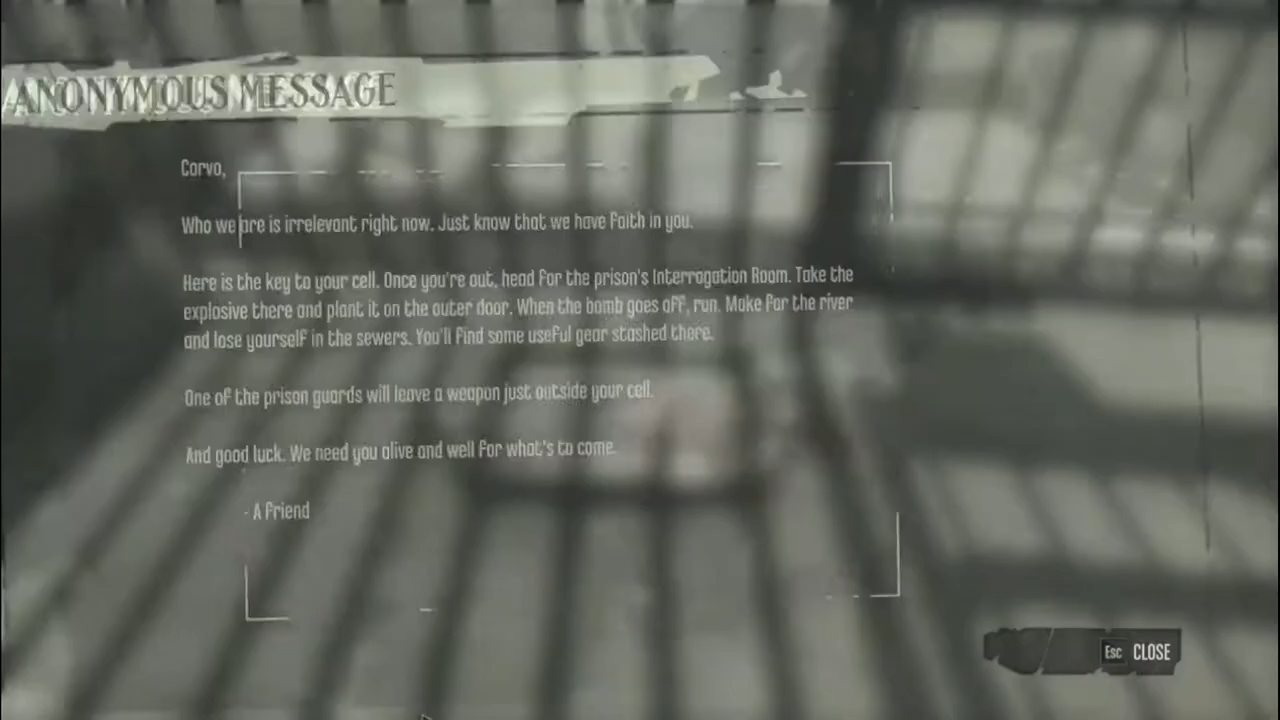 ANONYMOUS MESSAGE
Corvo,
Who we are is irrelevant right now. Just know that we have faith in you.
Here is the key to your cell. Once you're out, head for the prison's Interrogation Room. Take the
explosive there and plant it on the outer door. When the bomb goes off, run. Make for the river
and lose yourself in the sewers. You'll find some useful gear stashed there.
One of the prison guards will leave a weapon just outside your cell.
And good luck. We need you alive and well for what's to come.
- A friend
Esc CLOSE